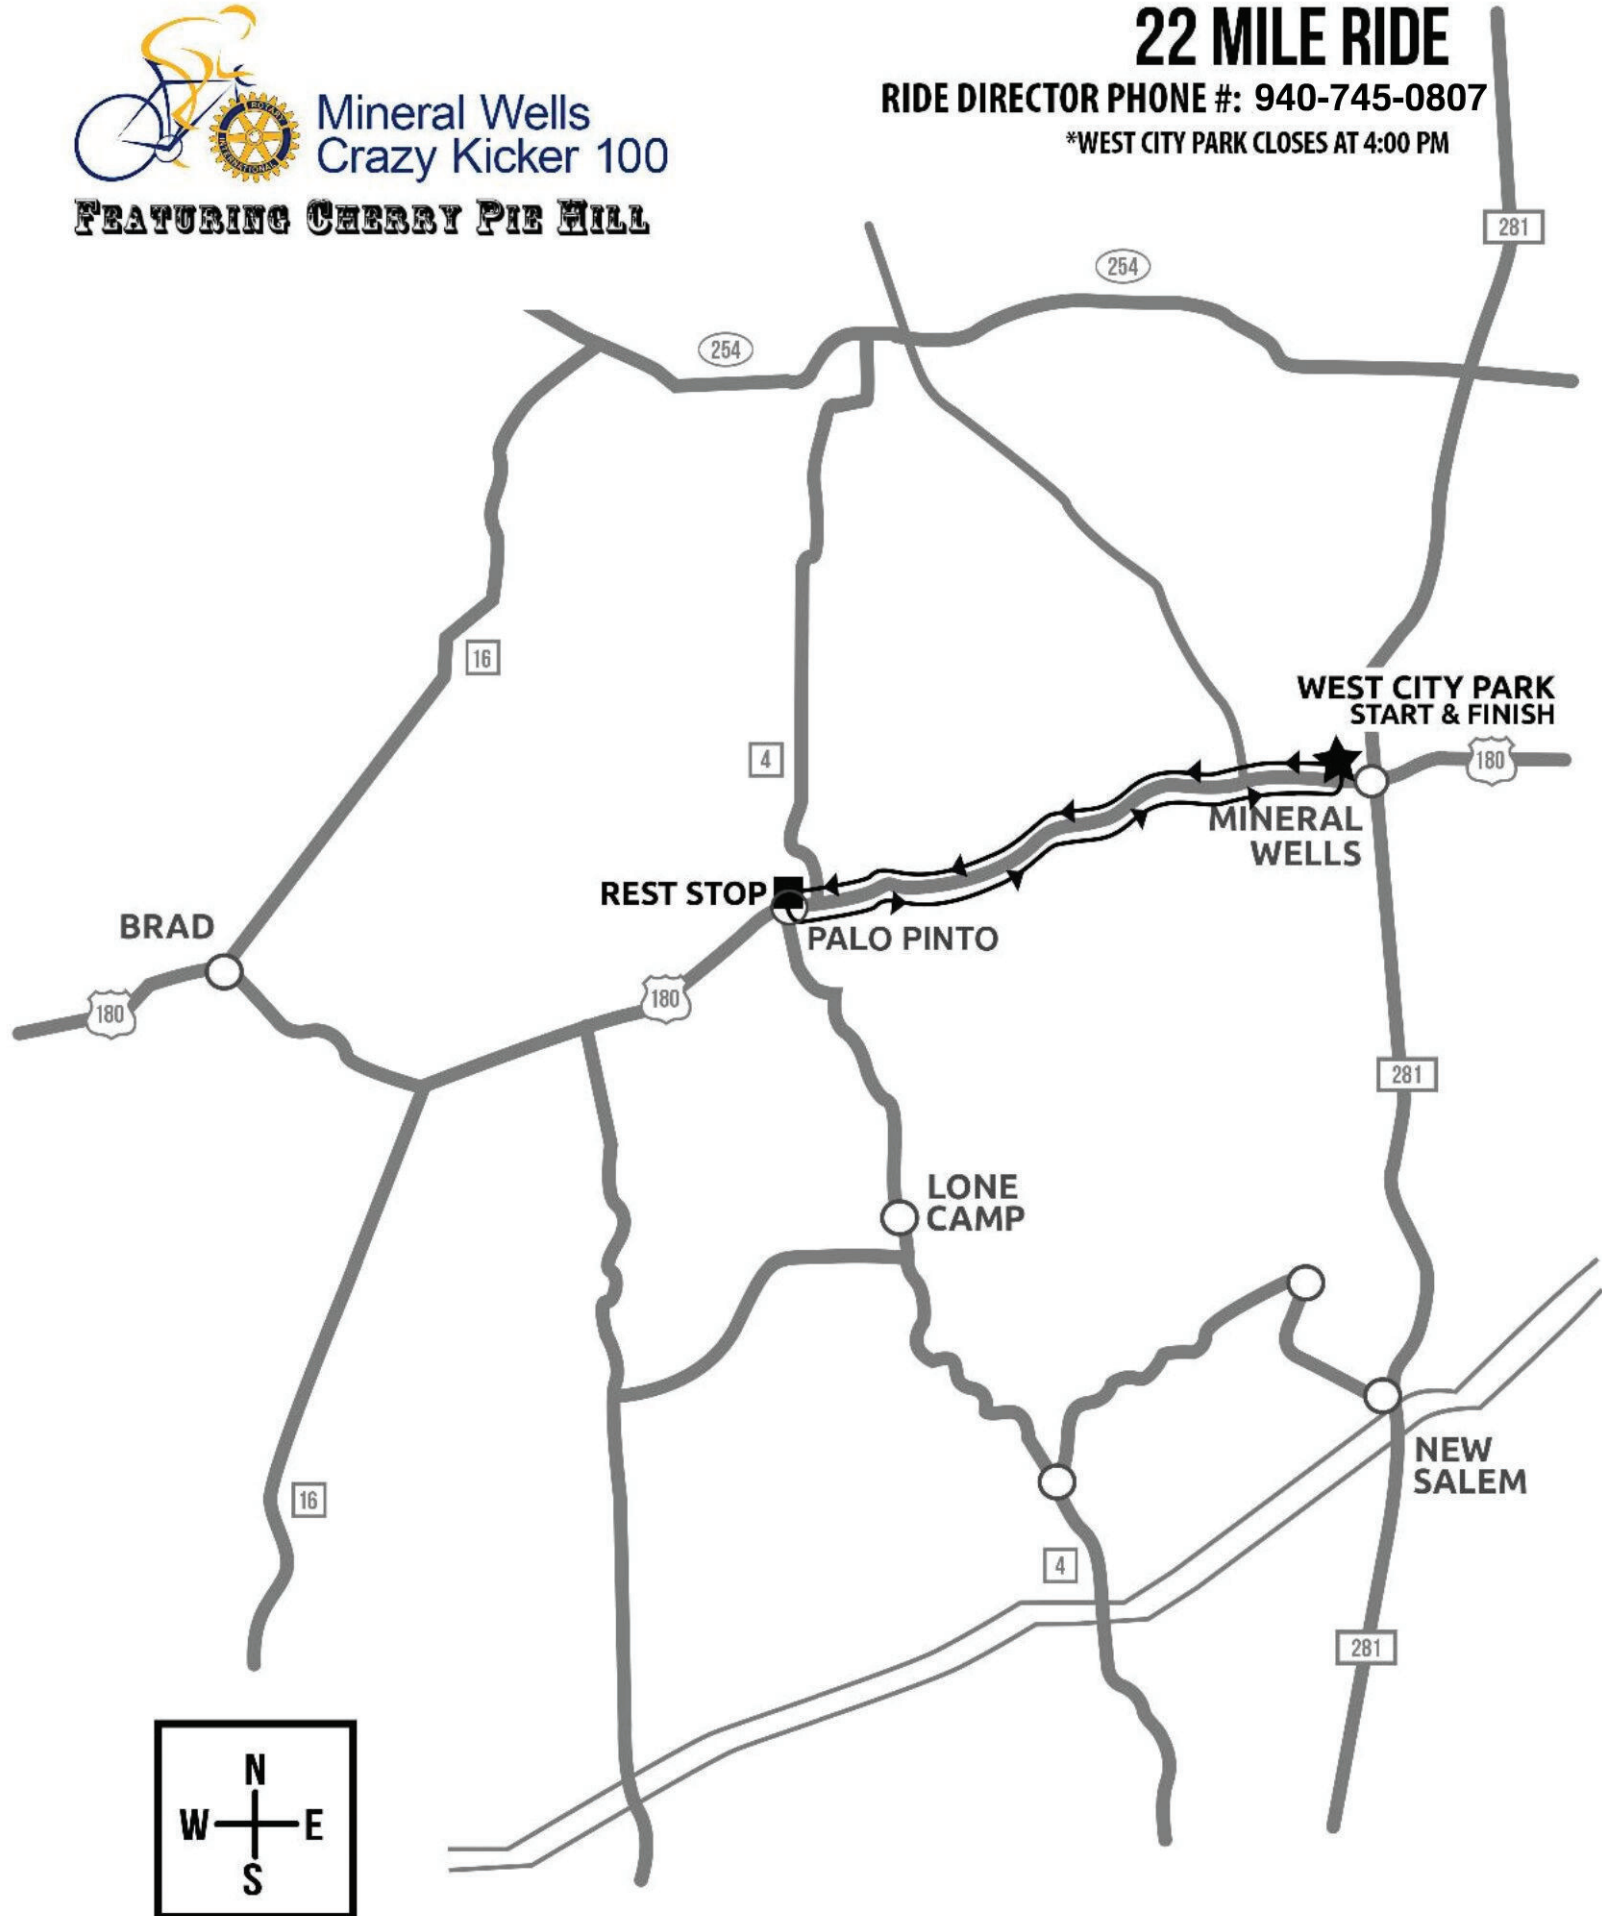 22 MILE RIDE
RIDE DIRECTOR PHONE #: 940-745-0807
*WEST CITY PARK CLOSES AT 4:00 PM
ROTARY
INTERNATIONAL
Mineral Wells
Crazy Kicker 100
FEATURING CHERRY PIE HILL
281
254
254
16
WEST CITY PARK
START & FINISH
4
180
MINERAL
WELLS
REST STOP
BRAD
PALO PINTO
180
180
281
LONE
CAMP
NEW
SALEM
16
4
281
N
W E
S